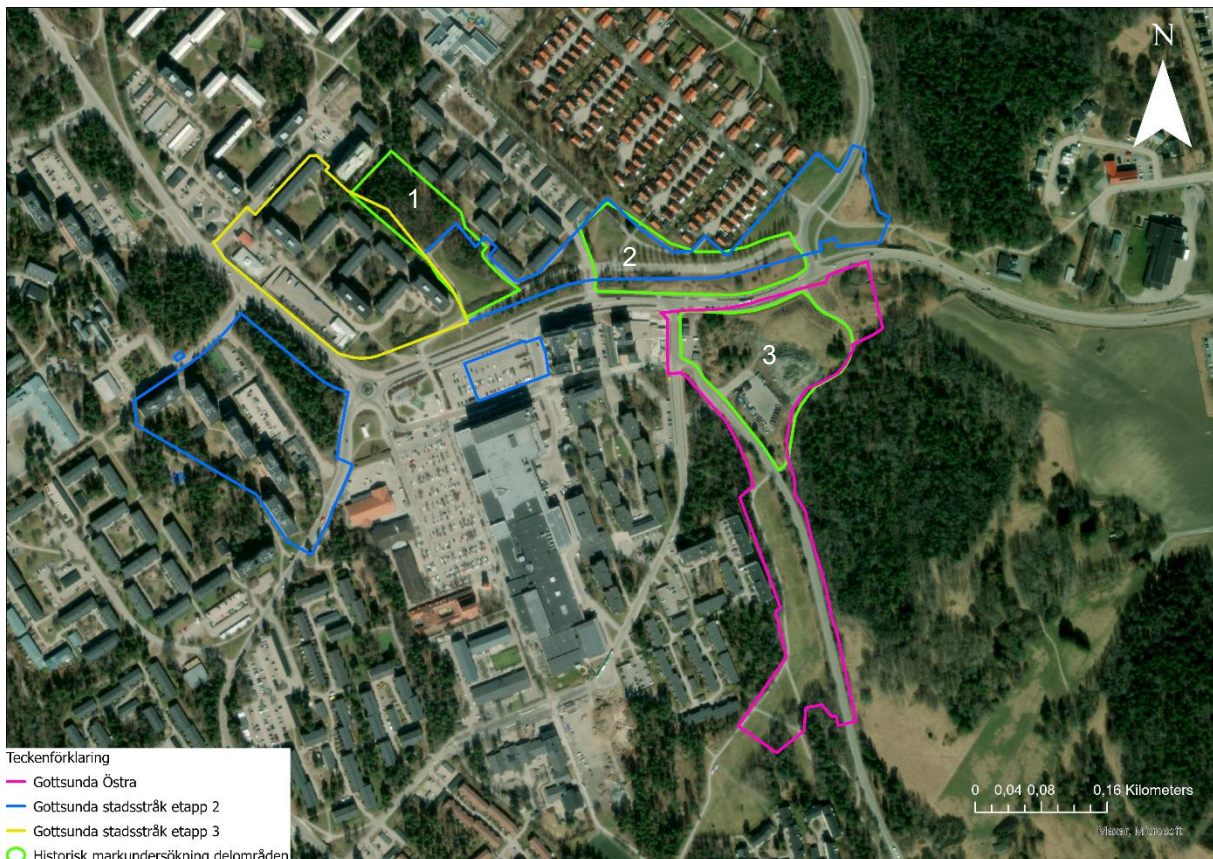 N
1
2
3
Teckenförklaring
Gottsunda Östra
Gottsunda stadsstråk etapp 2
Gottsunda stadsstråk etapp 3
Historisk markundersökning delområden
0 0,04 0,08 0,16 Kilometers
Maxar, Microsoft